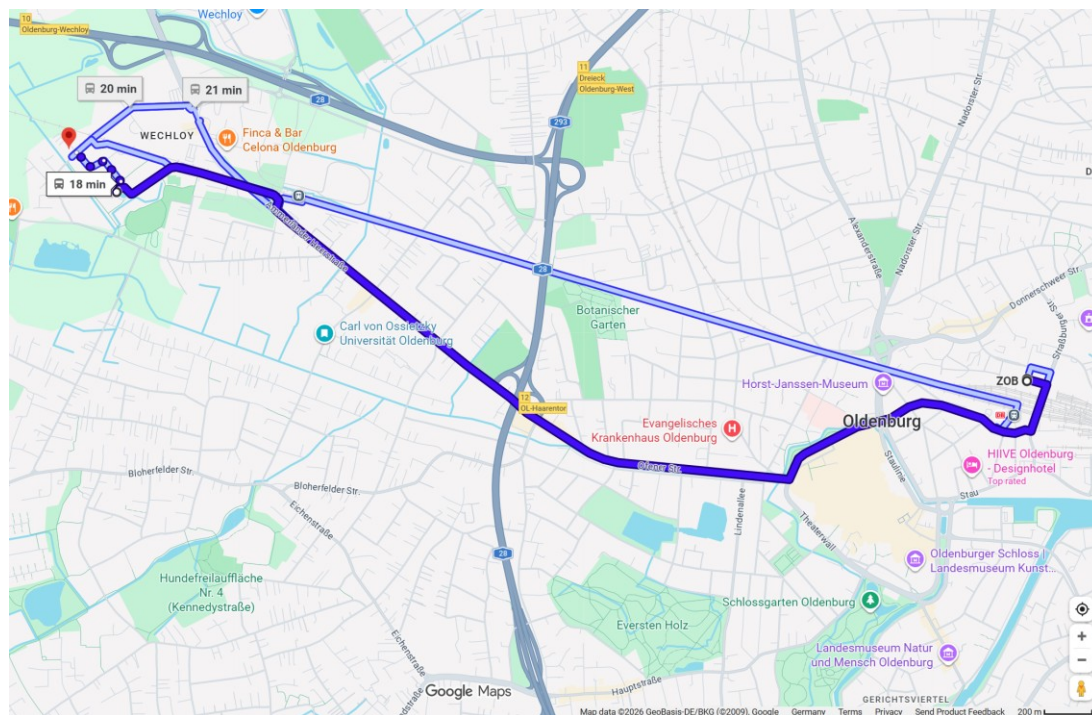 10
Oldenburg-Wechloy
Wechloy
28
11
Dreieck
Oldenburg-West
293
20 min
21 min
WECHLOY
Finca & Bar
Celona Oldenburg
18 min
Ammerländer Heerstraße
Alexanderstraße
Nadorster Str.
Nadorster Str.
Donnerschweer Str.
D
28
Botanischer
Garten
Carl von Ossietzky
Universität Oldenburg
Straßburger Str.
ZOB
Horst-Janssen-Museum
12
OL-Haarentor
Oldenburg
Evangelisches
Krankenhaus Oldenburg
Ofener Str.
HIIVE Oldenburg
- Designhotel
Top rated
Stau
Staulinie
Bloherfelder Str.
Bloherfelder Str.
Eichenstraße
Lindenallee
Theaterwall
28
Oldenburger Schloss |
Landesmuseum Kunst...
Hundefreilauffläche
Nr. 4
(Kennedystraße)
Schlossgarten Oldenburg
Eversten Holz
Eichenstraße
Landesmuseum Natur
und Mensch Oldenburg
Hauptstraße
GERICHTSVIERTEL
Google Maps
Map data ©2026 GeoBasis-DE/BKG (©2009), Google Germany Terms Privacy Send Product Feedback 200 m